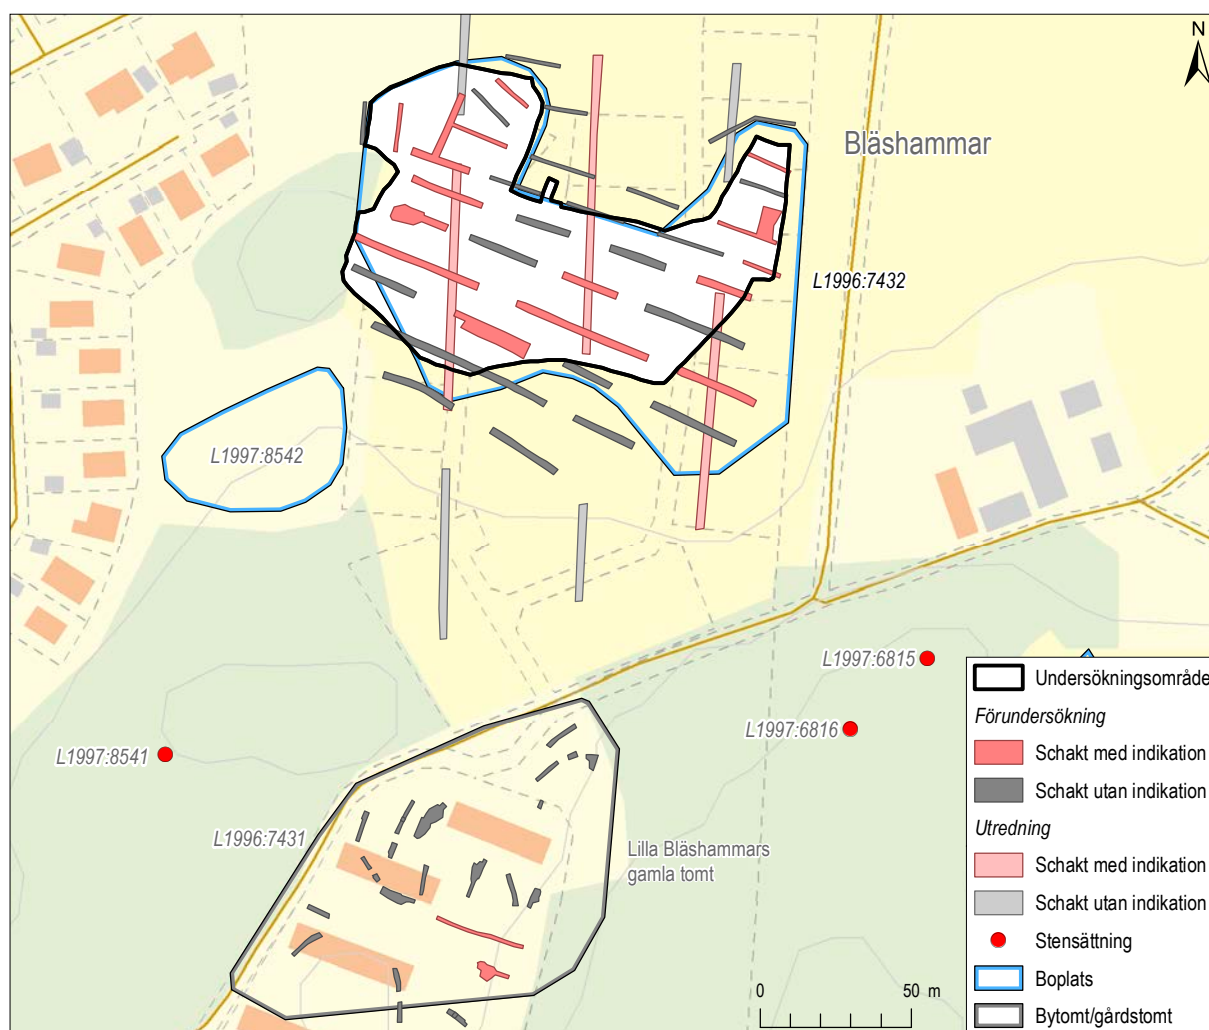 N
Bläshammar
L1996:7432
L1997:8542
L1997:6815
L1997:6816
L1997:8541
L1996:7431
Lilla Bläshammars
gamla tomt
Undersökningsområde
Förundersökning
Schakt med indikation
Schakt utan indikation
Utredning
Schakt med indikation
Schakt utan indikation
Stensättning
Boplats
Bytomt/gårdstomt
0 50 m